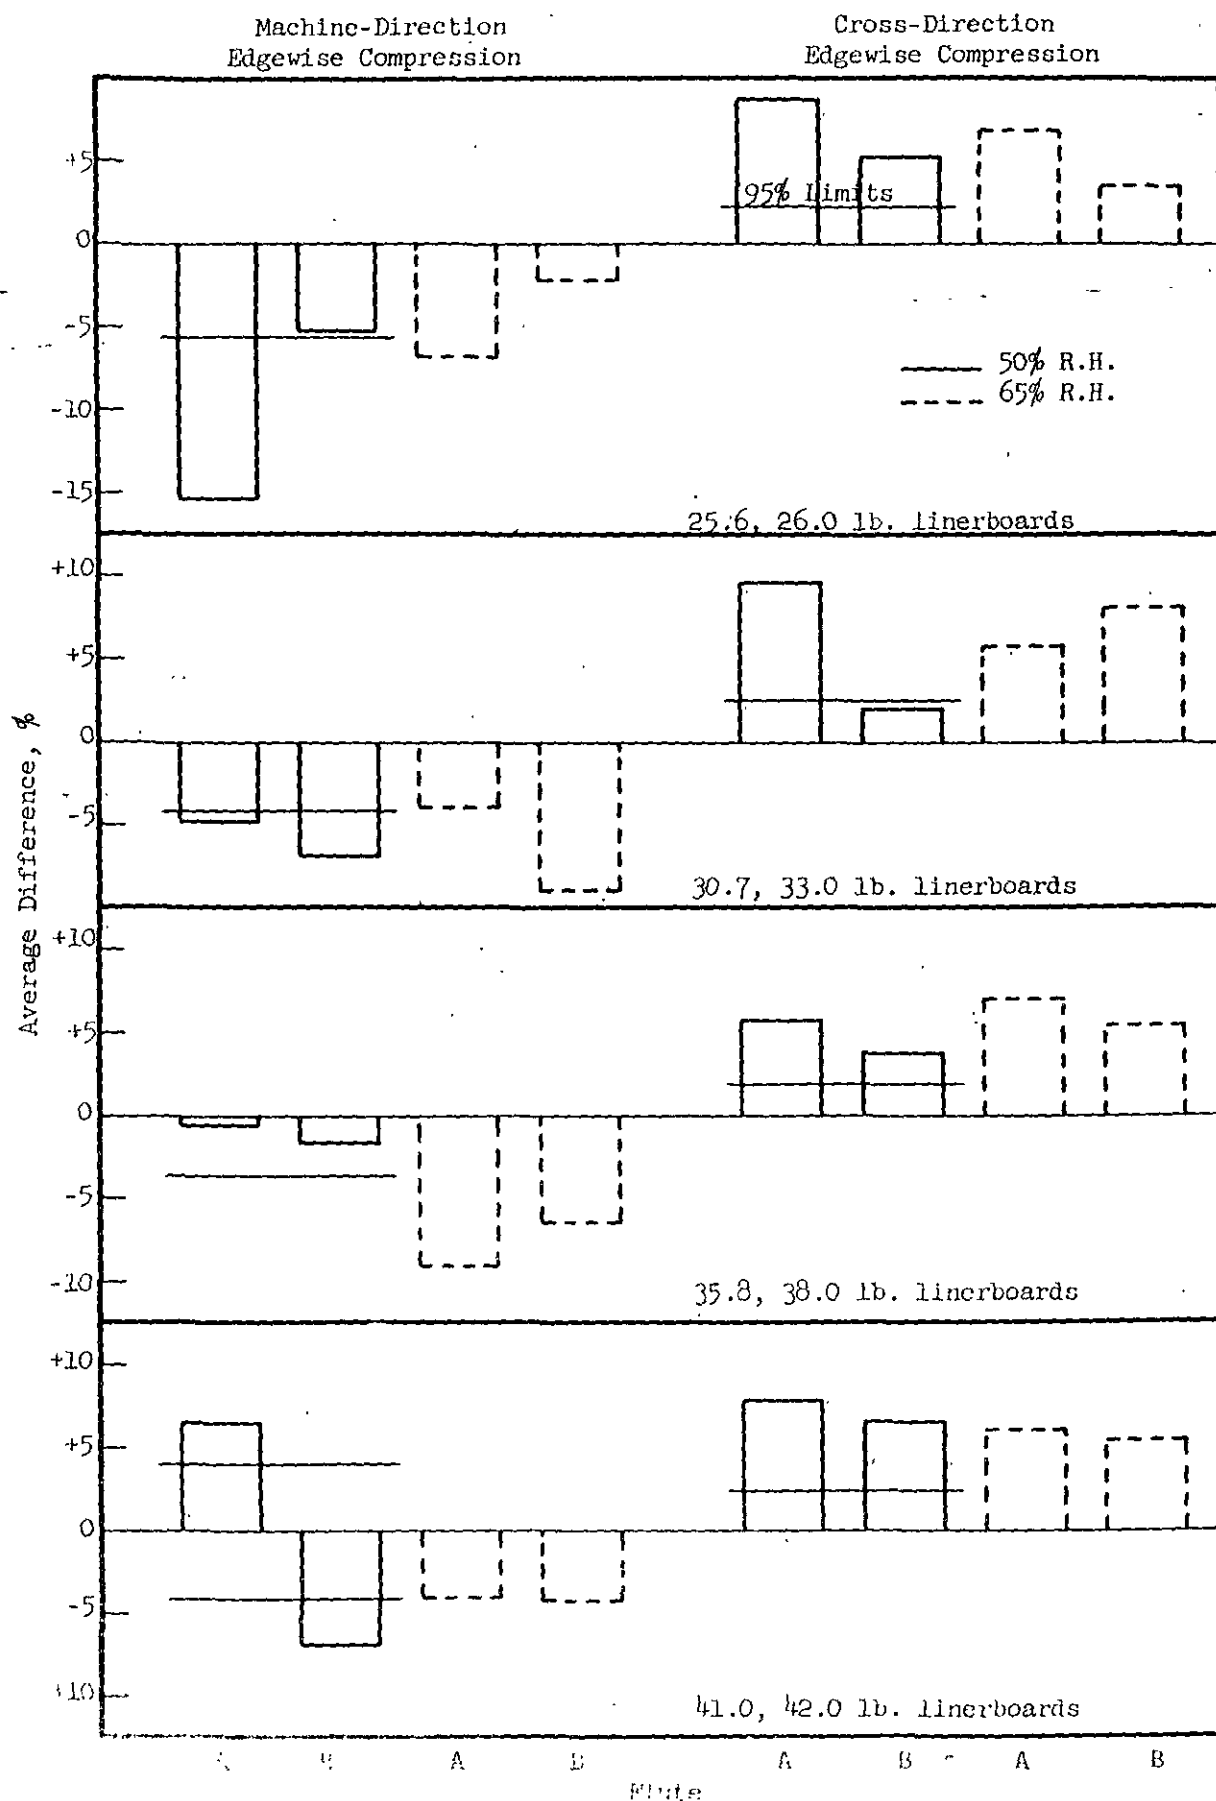 Machine-Direction
Edgewise Compression
Cross-Direction
Edgewise Compression
+5
0
-5
-10
-15
95% Limits
50% R.H.
65% R.H.
25.6, 26.0 lb. linerboards
+10
+5
0
-5
30.7, 33.0 lb. linerboards
Average Difference, %
+10
+5
0
-5
-10
35.8, 38.0 lb. linerboards
+10
+5
0
-5
41.0, 42.0 lb. linerboards
A A B A B
Flute